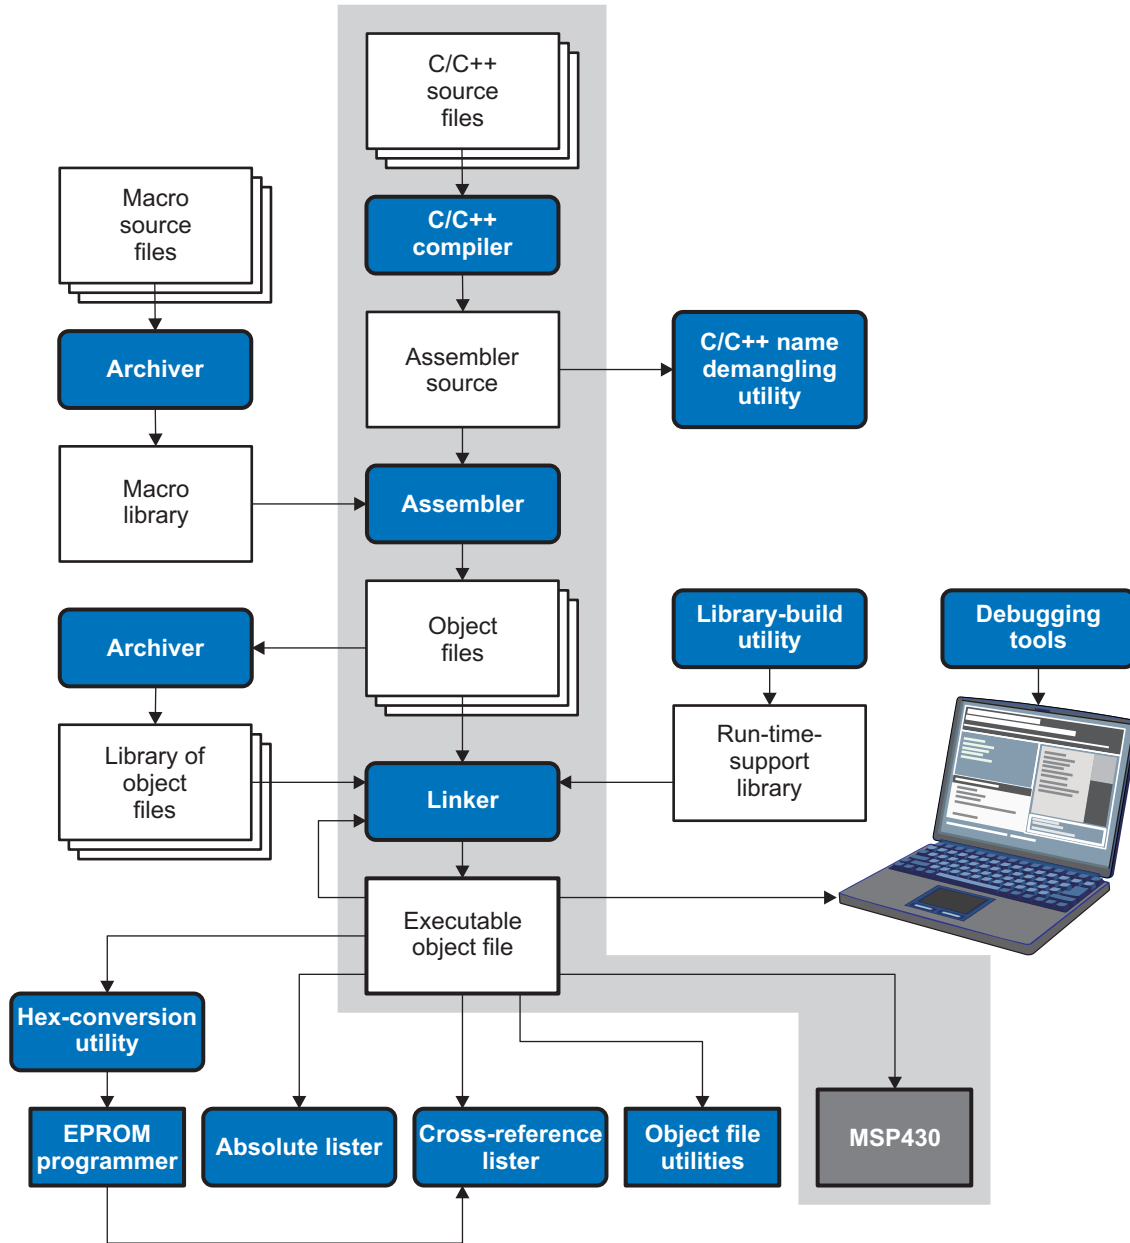 C/C++
source
files
Macro
source
files
C/C++
compiler
Archiver
Assembler
source
C/C++ name
demangling
utility
Macro
library
Assembler
Archiver
Object
files
Library-build
utility
Debugging
tools
Library of
object
files
Linker
Run-time-
support
library
Executable
object file
Hex-conversion
utility
EPROM
programmer
Absolute lister
Cross-reference
lister
Object file
utilities
MSP430